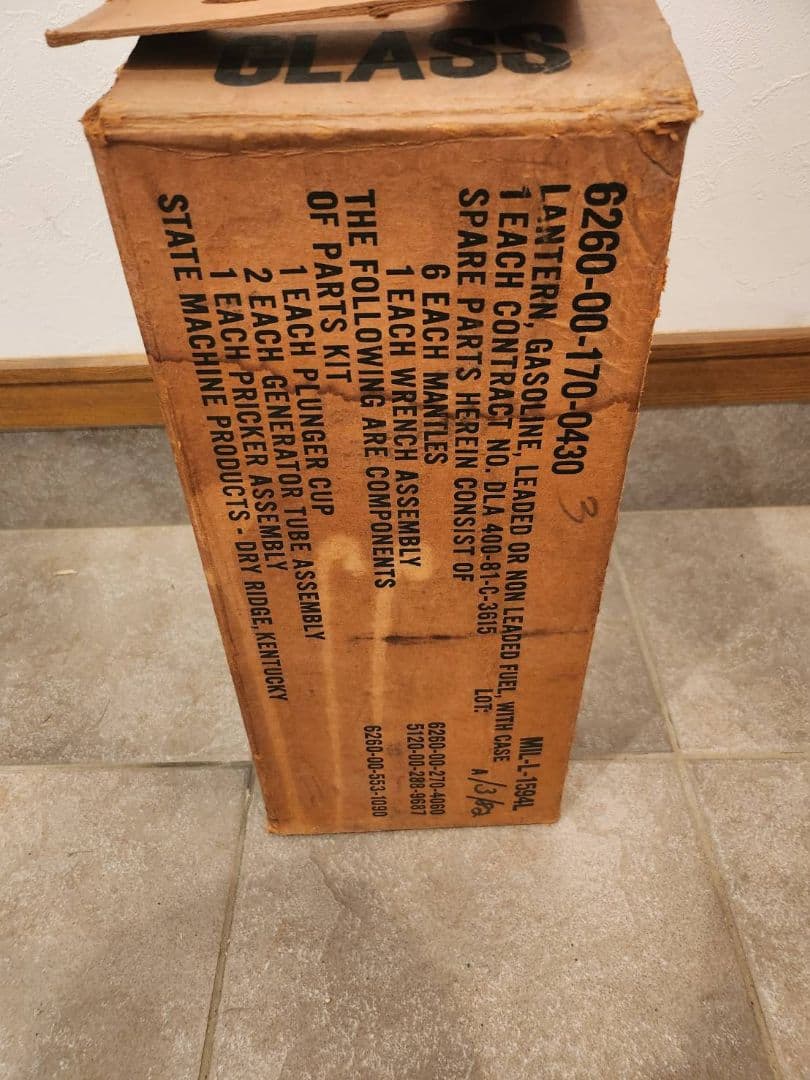 GLASS
6260-00-170-0430
3
LANTERN, GASOLINE, LEADED OR NON LEADED FUEL, WITH CASE MIL-L-1594L
1 EACH CONTRACT NO. DLA 400-81-C-3615 LOT: A/3/82
SPARE PARTS HEREIN CONSIST OF
6 EACH MANTLES 6260-00-270-4060
1 EACH WRENCH ASSEMBLY 5120-00-288-9687
THE FOLLOWING ARE COMPONENTS
OF PARTS KIT 6260-00-553-1090
1 EACH PLUNGER CUP
2 EACH GENERATOR TUBE ASSEMBLY
1 EACH PRICKER ASSEMBLY
STATE MACHINE PRODUCTS - DRY RIDGE, KENTUCKY